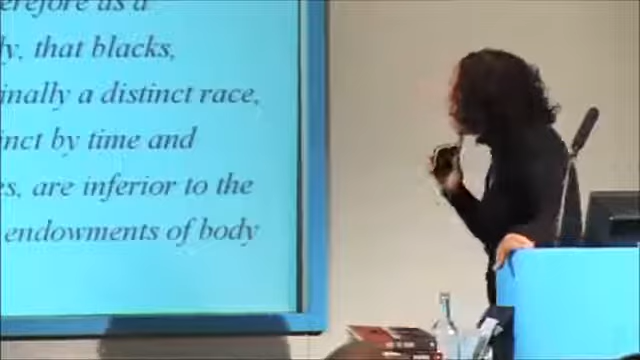 erefore as a
ly, that blacks,
inally a distinct race,
inct by time and
es, are inferior to the
endowments of body